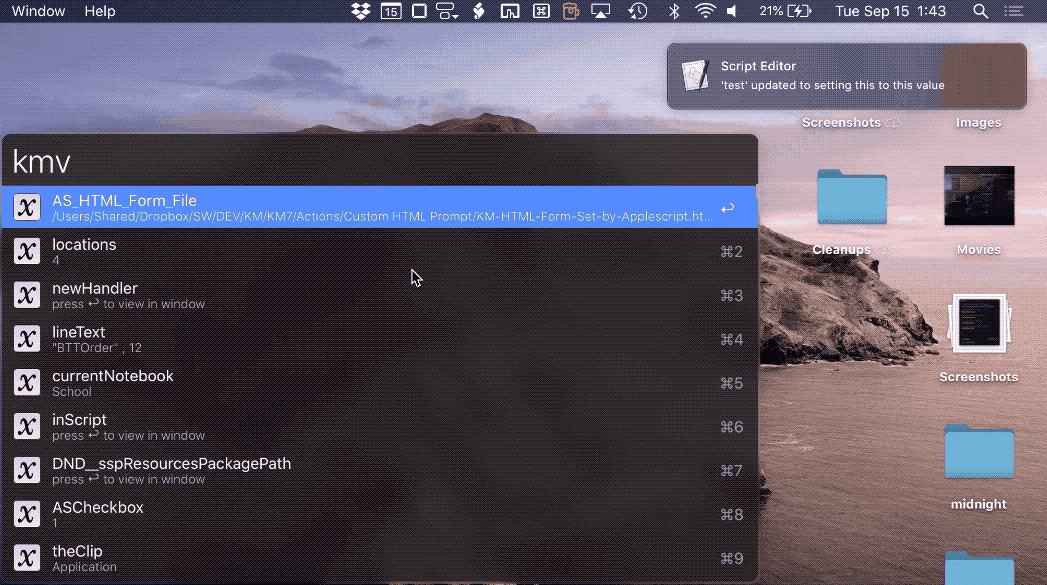 Window Help 15 21% Tue Sep 15 1:43
Script Editor
'test' updated to setting this to this value
Screenshots Images
kmv
AS_HTML_Form_File
/Users/Shared/Dropbox/SW/DEV/KM/KM7/Actions/Custom HTML Prompt/KM-HTML-Form-Set-by-Applescript.ht... ↩
locations
4
⌘2
newHandler
press ↩ to view in window
⌘3
lineText
"BTTOrder" , 12
⌘4
currentNotebook
School
⌘5
inScript
press ↩ to view in window
⌘6
DND__sspResourcesPackagePath
press ↩ to view in window
⌘7
ASCheckbox
1
⌘8
theClip
Application
⌘9
Cleanups Movies
Screenshots
midnight